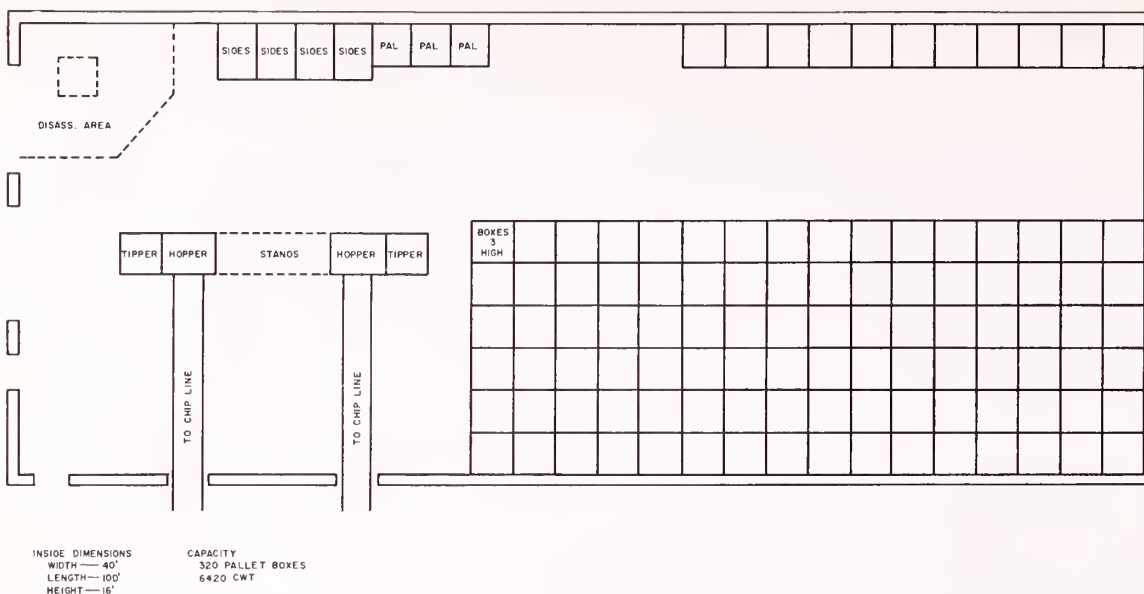 SIDES SIDES SIDES SIDES PAL PAL PAL
DISASS. AREA
BOXES
3
HIGH
TIPPER HOPPER STANDS HOPPER TIPPER
TO CHIP LINE
TO CHIP LINE
INSIDE DIMENSIONS
WIDTH — 40'
LENGTH — 100'
HEIGHT — 16'
CAPACITY
320 PALLET BOXES
6420 CWT